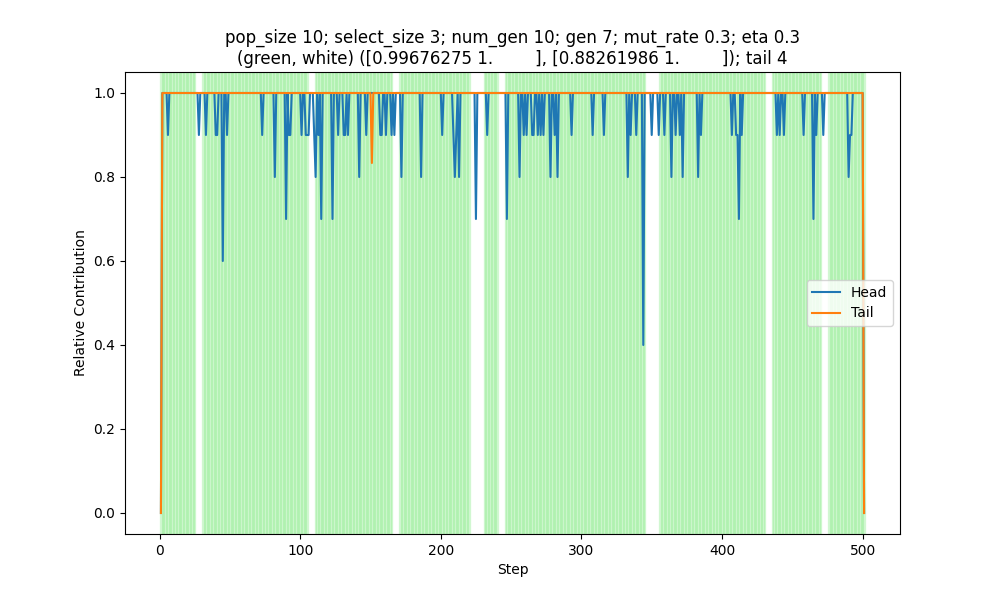 pop_size 10; select_size 3; num_gen 10; gen 7; mut_rate 0.3; eta 0.3
(green, white) ([0.99676275 1.         ], [0.88261986 1.         ]); tail 4
1.0
0.8
0.6
0.4
0.2
0.0
Relative Contribution
Head
Tail
0 100 200 300 400 500
Step